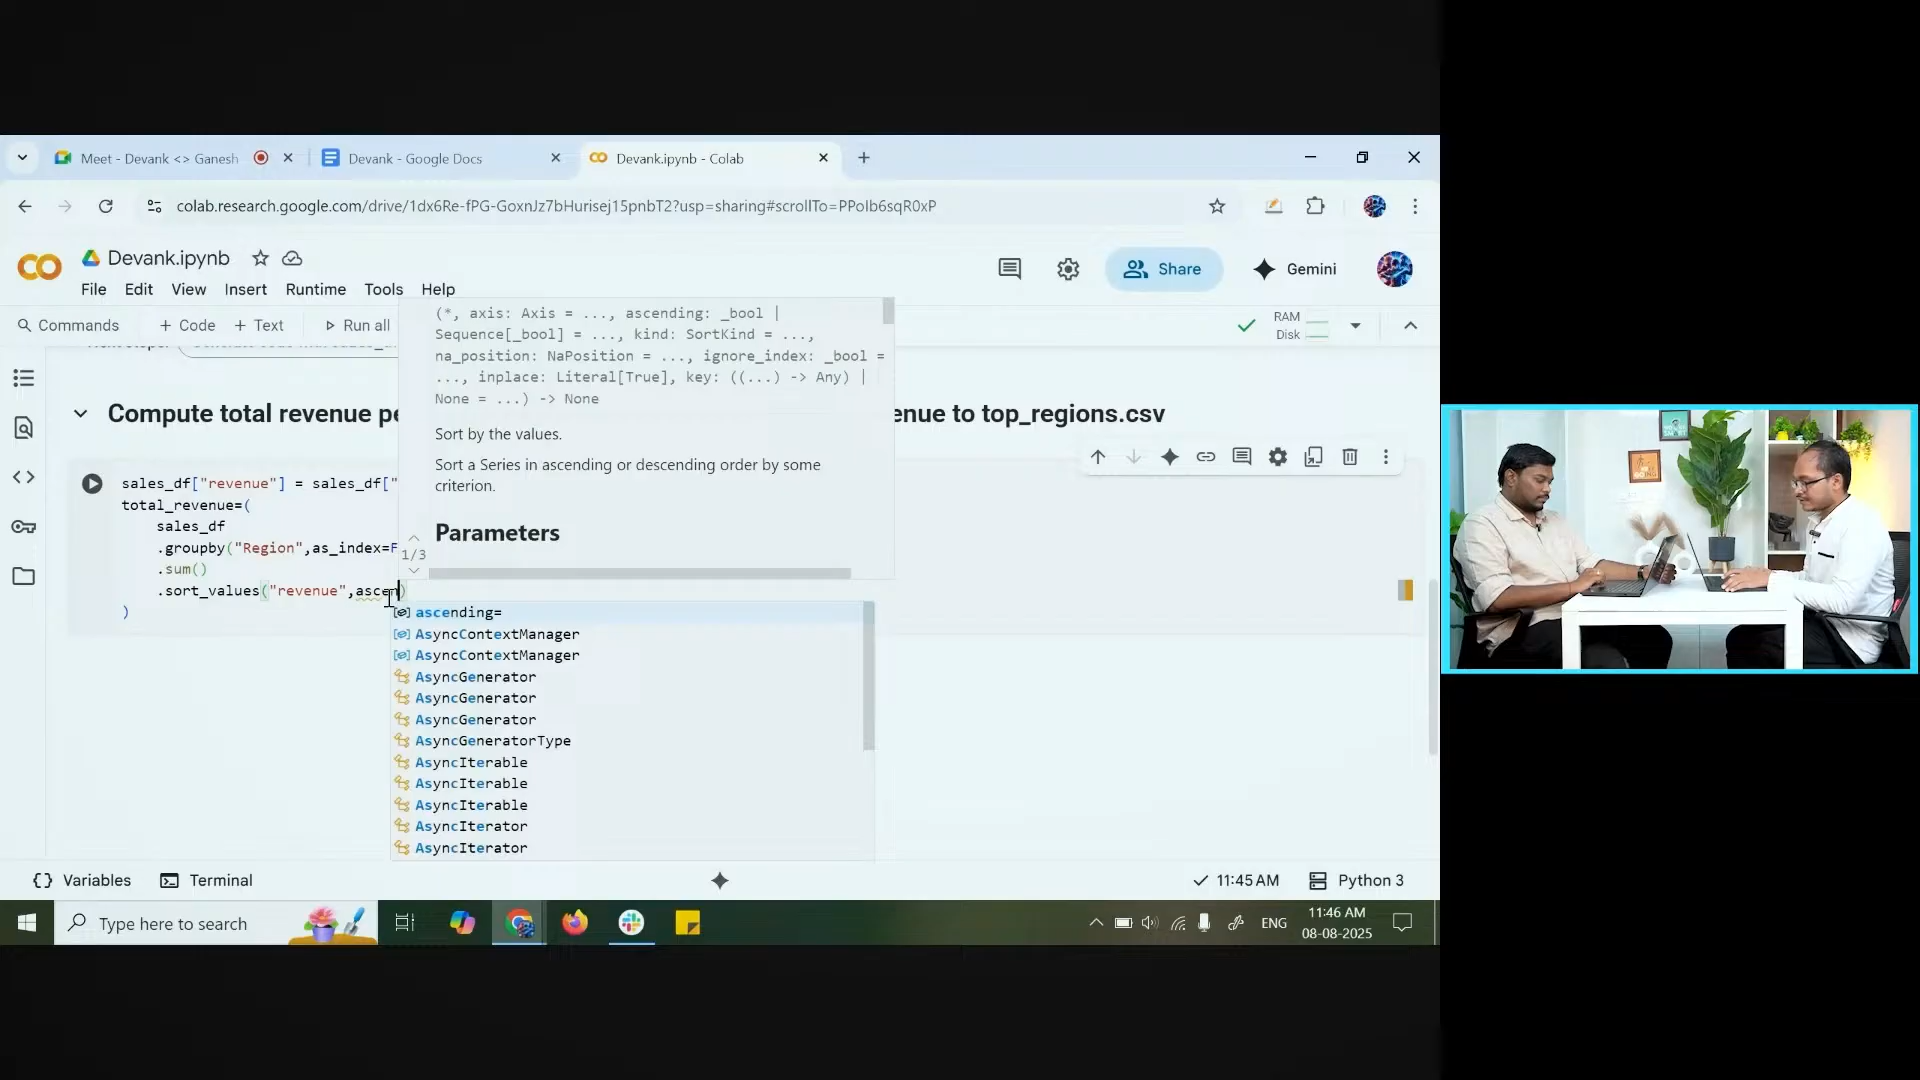 Meet - Devank <> Ganesh
Devank - Google Docs
Devank.ipynb - Colab
colab.research.google.com/drive/1dx6Re-fPG-GoxnJz7bHurisej15pnbT2?usp=sharing#scrollTo=PPoIb6sqR0xP
Devank.ipynb
Share
Gemini
File Edit View Insert Runtime Tools Help
Commands + Code + Text Run all
RAM
Disk
(*, axis: Axis = ..., ascending: _bool |
Sequence[_bool] = ..., kind: SortKind = ...,
na_position: NaPosition = ..., ignore_index: _bool =
..., inplace: Literal[True], key: ((...) -> Any) |
None = ...) -> None
Sort by the values.
Sort a Series in ascending or descending order by some
criterion.
Parameters
1/3
Compute total revenue pe
enue to top_regions.csv
sales_df["revenue"] = sales_df["
total_revenue=(
sales_df
.groupby("Region",as_index=F
.sum()
.sort_values("revenue",ascen)
)
ascending=
AsyncContextManager
AsyncContextManager
AsyncGenerator
AsyncGenerator
AsyncGenerator
AsyncGeneratorType
AsyncIterable
AsyncIterable
AsyncIterable
AsyncIterator
AsyncIterator
Variables
Terminal
11:45 AM
Python 3
Type here to search
ENG
11:46 AM
08-08-2025